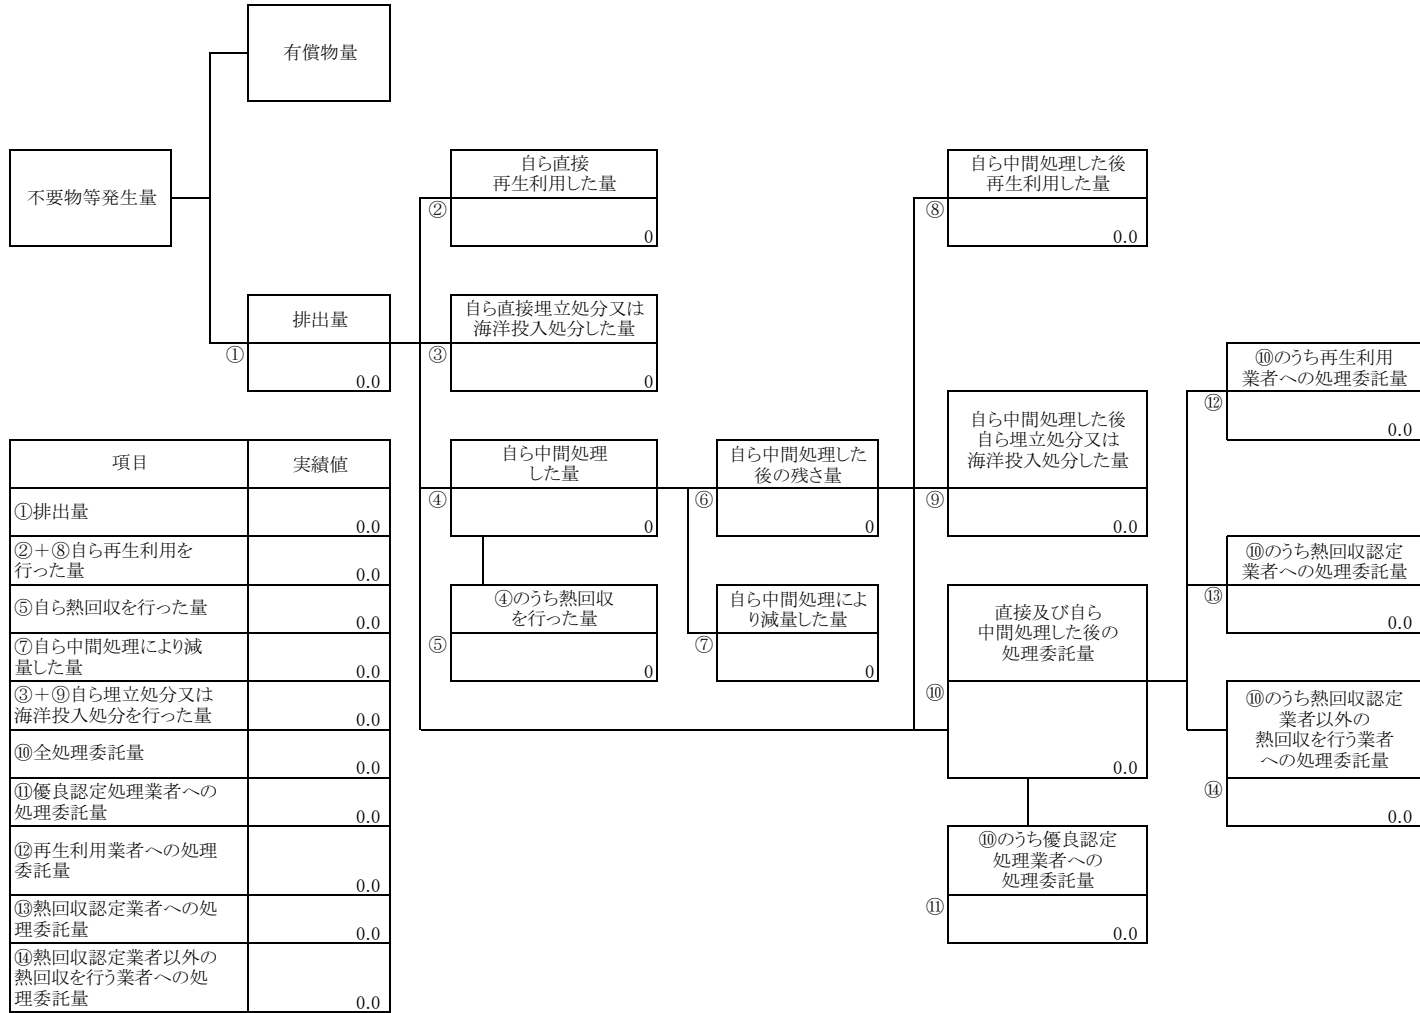 有償物量
不要物等発生量
自ら直接
再生利用した量
②
0
自ら中間処理した後
再生利用した量
⑧
0.0
排出量
①
0.0
自ら直接埋立処分又は
海洋投入処分した量
③
0
⑩のうち再生利用
業者への処理委託量
⑫
0.0
自ら中間処理
した量
④
0
自ら中間処理した
後の残さ量
⑥
0
自ら中間処理した後
自ら埋立処分又は
海洋投入処分した量
⑨
0.0
⑩のうち熱回収認定
業者への処理委託量
⑬
0.0
④のうち熱回収
を行った量
⑤
0
自ら中間処理によ
り減量した量
⑦
0
直接及び自ら
中間処理した後の
処理委託量
⑩
0.0
⑩のうち熱回収認定
業者以外の
熱回収を行う業者
への処理委託量
⑭
0.0
⑩のうち優良認定
処理業者への
処理委託量
⑪
0.0
項目 実績値
①排出量
0.0
②＋⑧自ら再生利用を
行った量 0.0
⑤自ら熱回収を行った量
0.0
⑦自ら中間処理により減
量した量 0.0
③＋⑨自ら埋立処分又は
海洋投入処分を行った量 0.0
⑩全処理委託量
0.0
⑪優良認定処理業者への
処理委託量 0.0
⑫再生利用業者への処理
委託量
0.0
⑬熱回収認定業者への処
理委託量 0.0
⑭熱回収認定業者以外の
熱回収を行う業者への処
理委託量 0.0